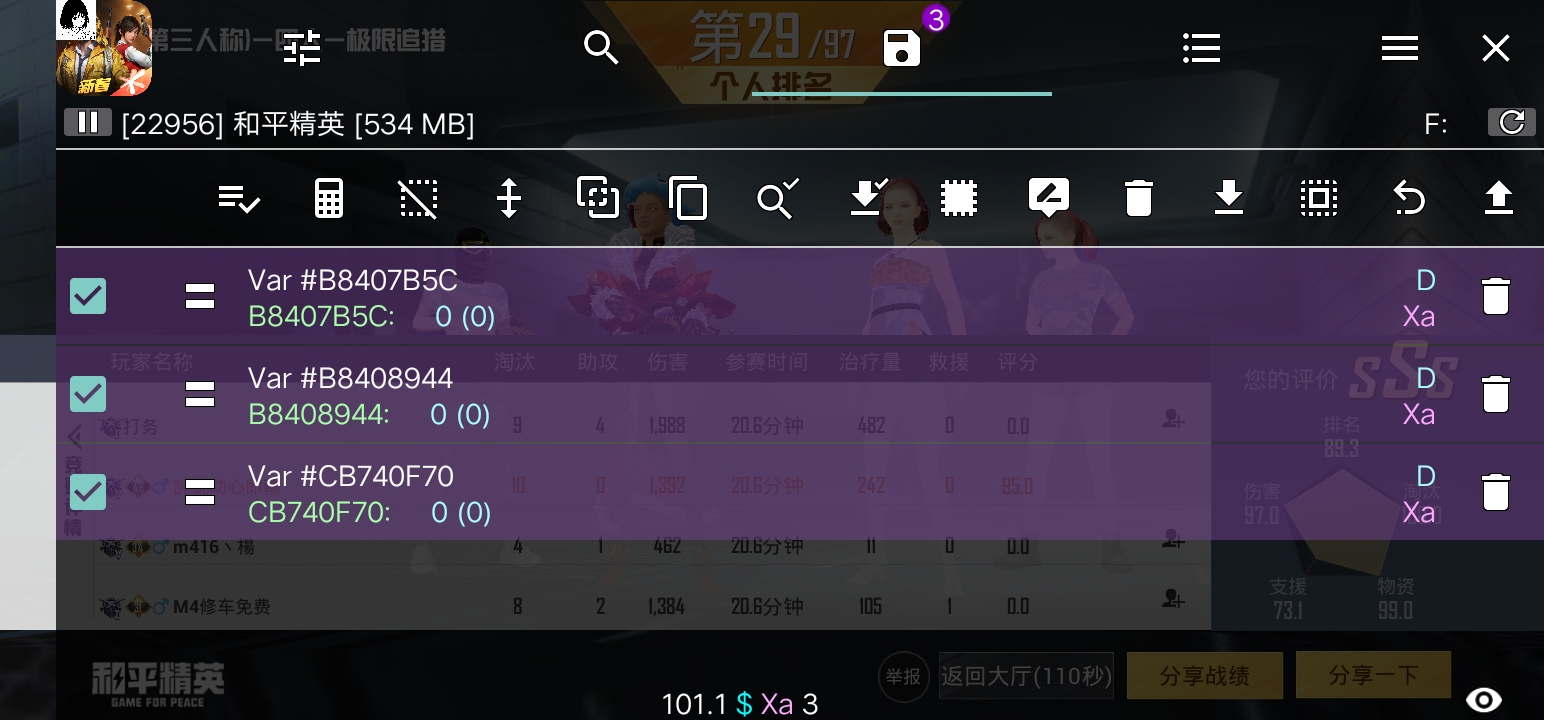 第三人称)一四人一极限追猎
第29/97
3
个人排名
[22956] 和平精英 [534 MB]
F:
Var #B8407B5C
D
B8407B5C: 0 (0)
Xa
玩家名称 淘汰 助攻 伤害 参赛时间 治疗量 救援 评分
您的评价 SSS
Var #B8408944
D
B8408944: 0 (0)
Xa
打务 9 4 1,988 20.6分钟 482 0 0.0
排名
89.3
Var #CB740F70
D
10 0 1,392 20.6分钟 242 0 95.0
伤害
97.0
淘汰
CB740F70: 0 (0)
Xa
m416丶楊 4 1 462 20.6分钟 11 0 0.0
M4修车免费 8 2 1,384 20.6分钟 105 1 0.0
支援
73.1
物资
99.0
和平精英
GAME FOR PEACE
举报
返回大厅(110秒)
分享战绩
分享一下
101.1 $ Xa 3